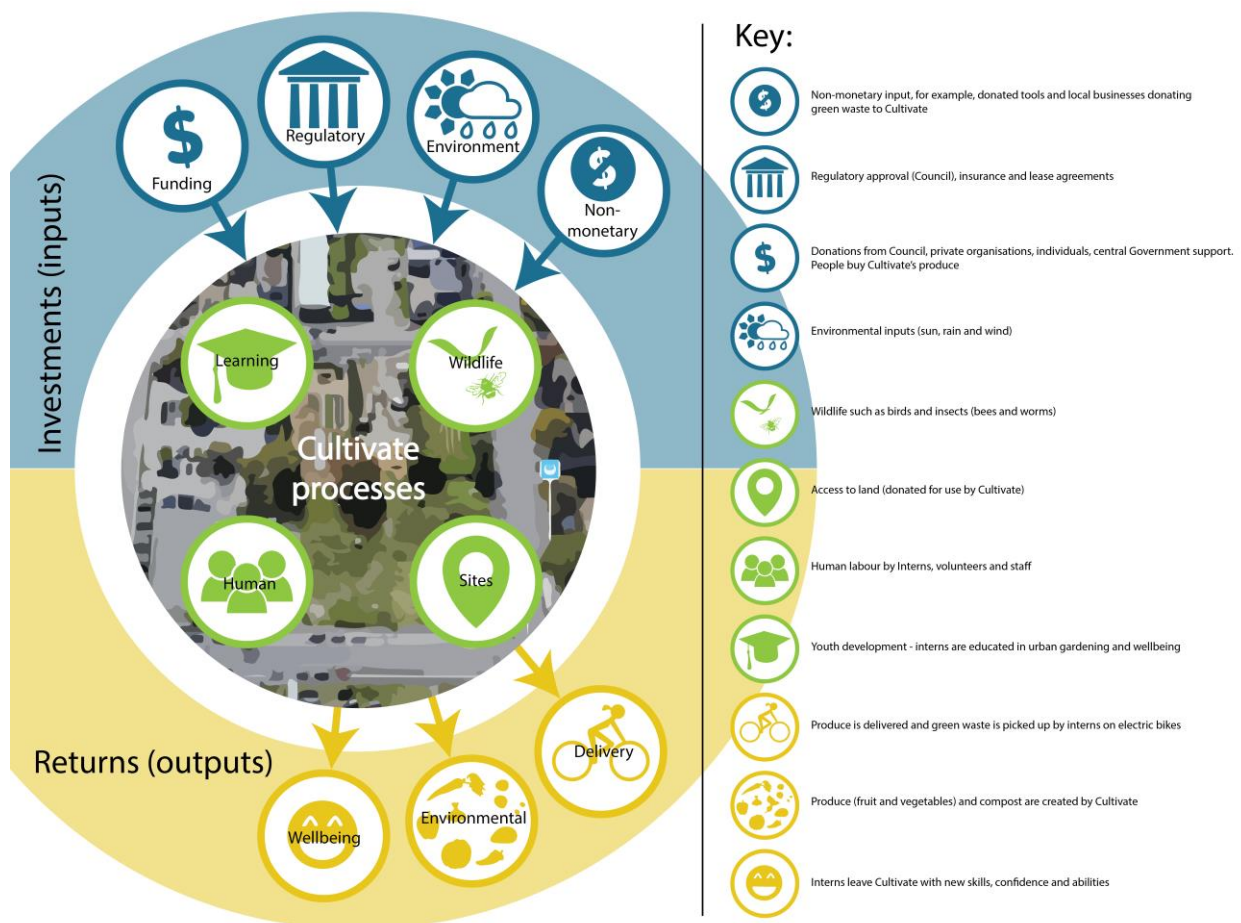 Investments (inputs)
Funding
Regulatory
Environment
Non-
monetary
Learning
Wildlife
Cultivate
processes
Human
Sites
Returns (outputs)
Wellbeing
Environmental
Delivery
Key:
Non-monetary input, for example, donated tools and local businesses donating
green waste to Cultivate
Regulatory approval (Council), insurance and lease agreements
Donations from Council, private organisations, individuals, central Government support.
People buy Cultivate's produce
Environmental inputs (sun, rain and wind)
Wildlife such as birds and insects (bees and worms)
Access to land (donated for use by Cultivate)
Human labour by Interns, volunteers and staff
Youth development - interns are educated in urban gardening and wellbeing
Produce is delivered and green waste is picked up by interns on electric bikes
Produce (fruit and vegetables) and compost are created by Cultivate
Interns leave Cultivate with new skills, confidence and abilities